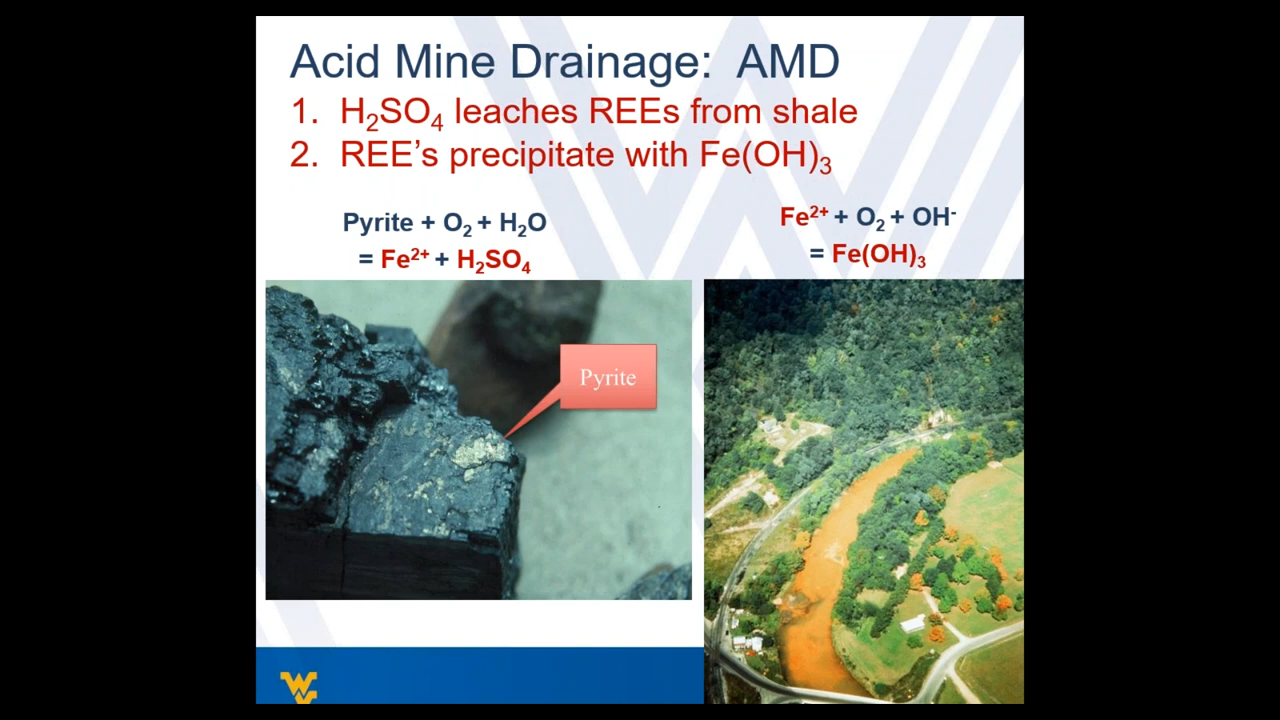 Acid Mine Drainage: AMD
1. H₂SO₄ leaches REEs from shale
2. REE’s precipitate with Fe(OH)₃
Pyrite + O₂ + H₂O
= Fe²⁺ + H₂SO₄
Fe²⁺ + O₂ + OH⁻
= Fe(OH)₃
Pyrite